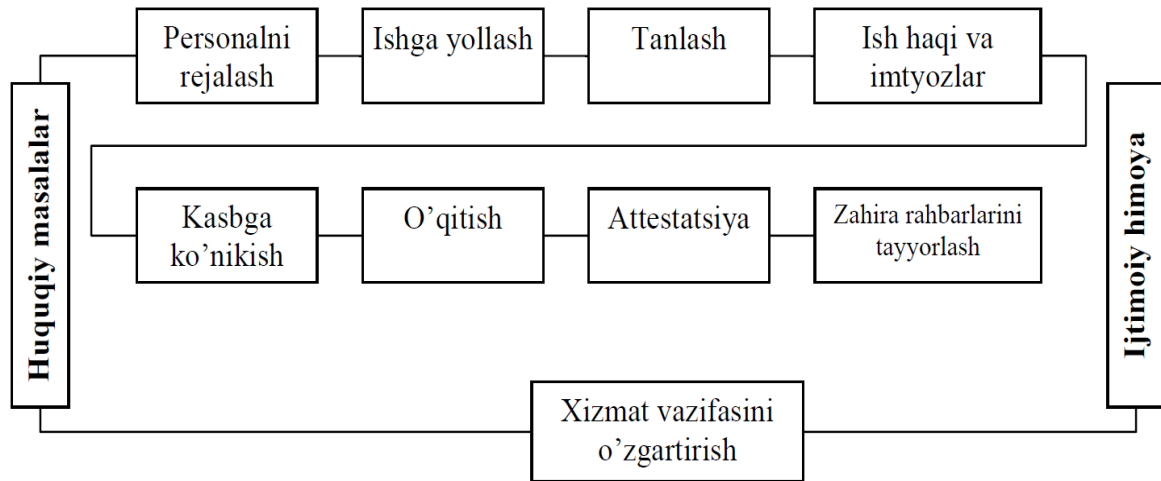 Personalni
rejalash
Ishga yollash
Tanlash
Ish haqi va
imtyozlar
Huquqiy masalalar
Ijtimoiy himoya
Kasbga
ko’nikish
O’qitish
Attestatsiya
Zahira rahbarlarini
tayyorlash
Xizmat vazifasini
o’zgartirish